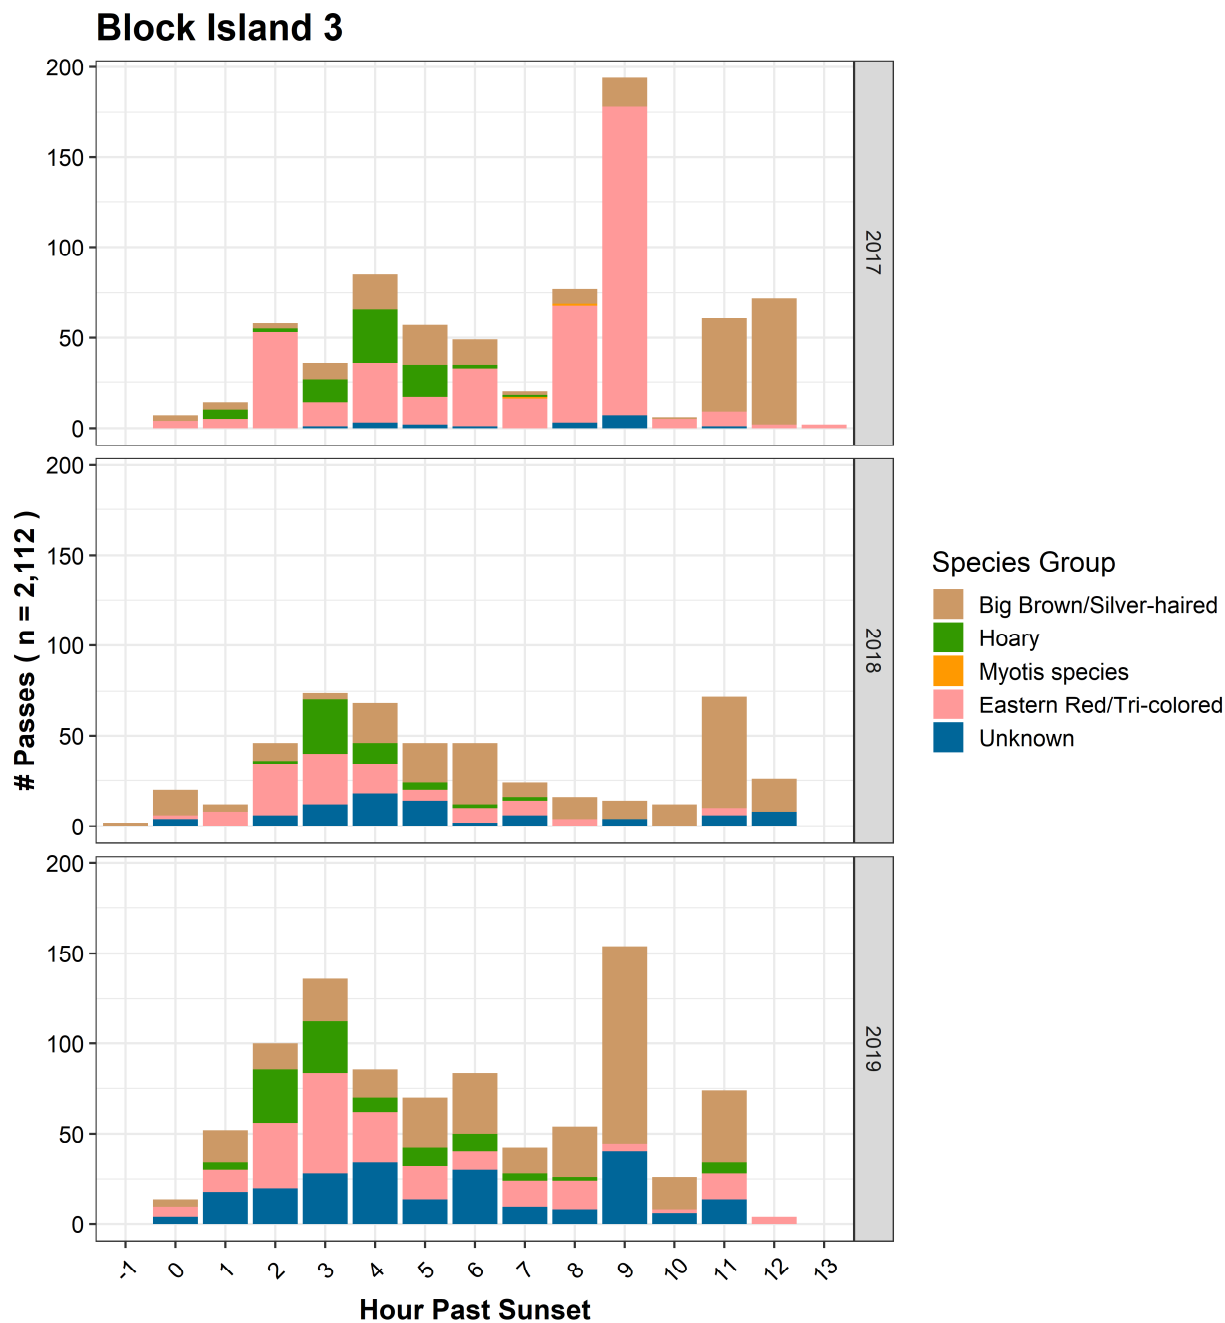 Block Island 3
200
150
100
50
0
2017
200
150
100
50
0
2018
200
150
100
50
0
2019
# Passes ( n = 2,112 )
-1 0 1 2 3 4 5 6 7 8 9 10 11 12 13
Hour Past Sunset
Species Group
Big Brown/Silver-haired
Hoary
Myotis species
Eastern Red/Tri-colored
Unknown